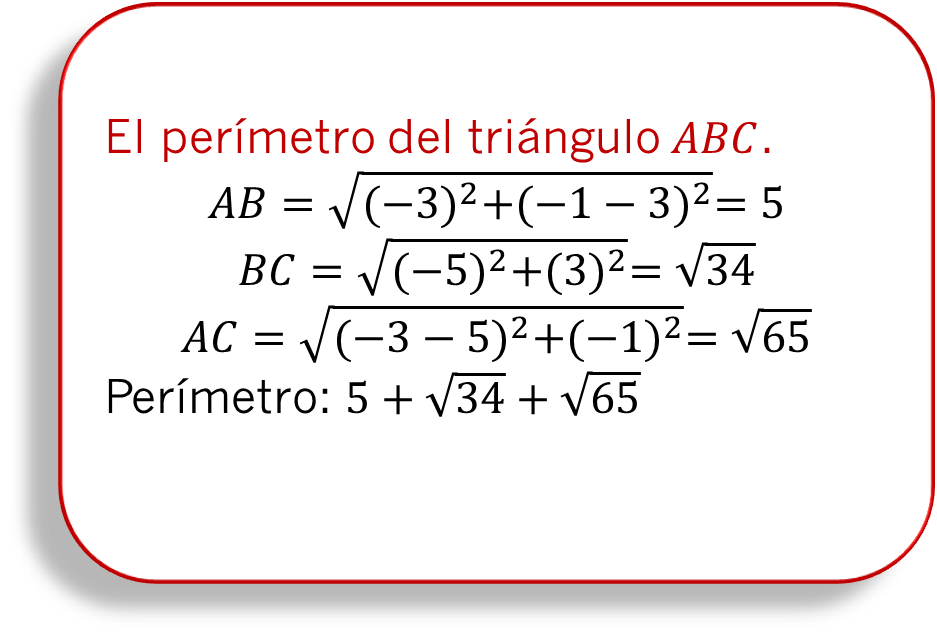 El perímetro del triángulo ABC.
AB = √((−3)²+(−1 − 3)²)= 5
BC = √((−5)²+(3)²)= √34
AC = √((−3 − 5)²+(−1)²)= √65
Perímetro: 5 + √34 + √65